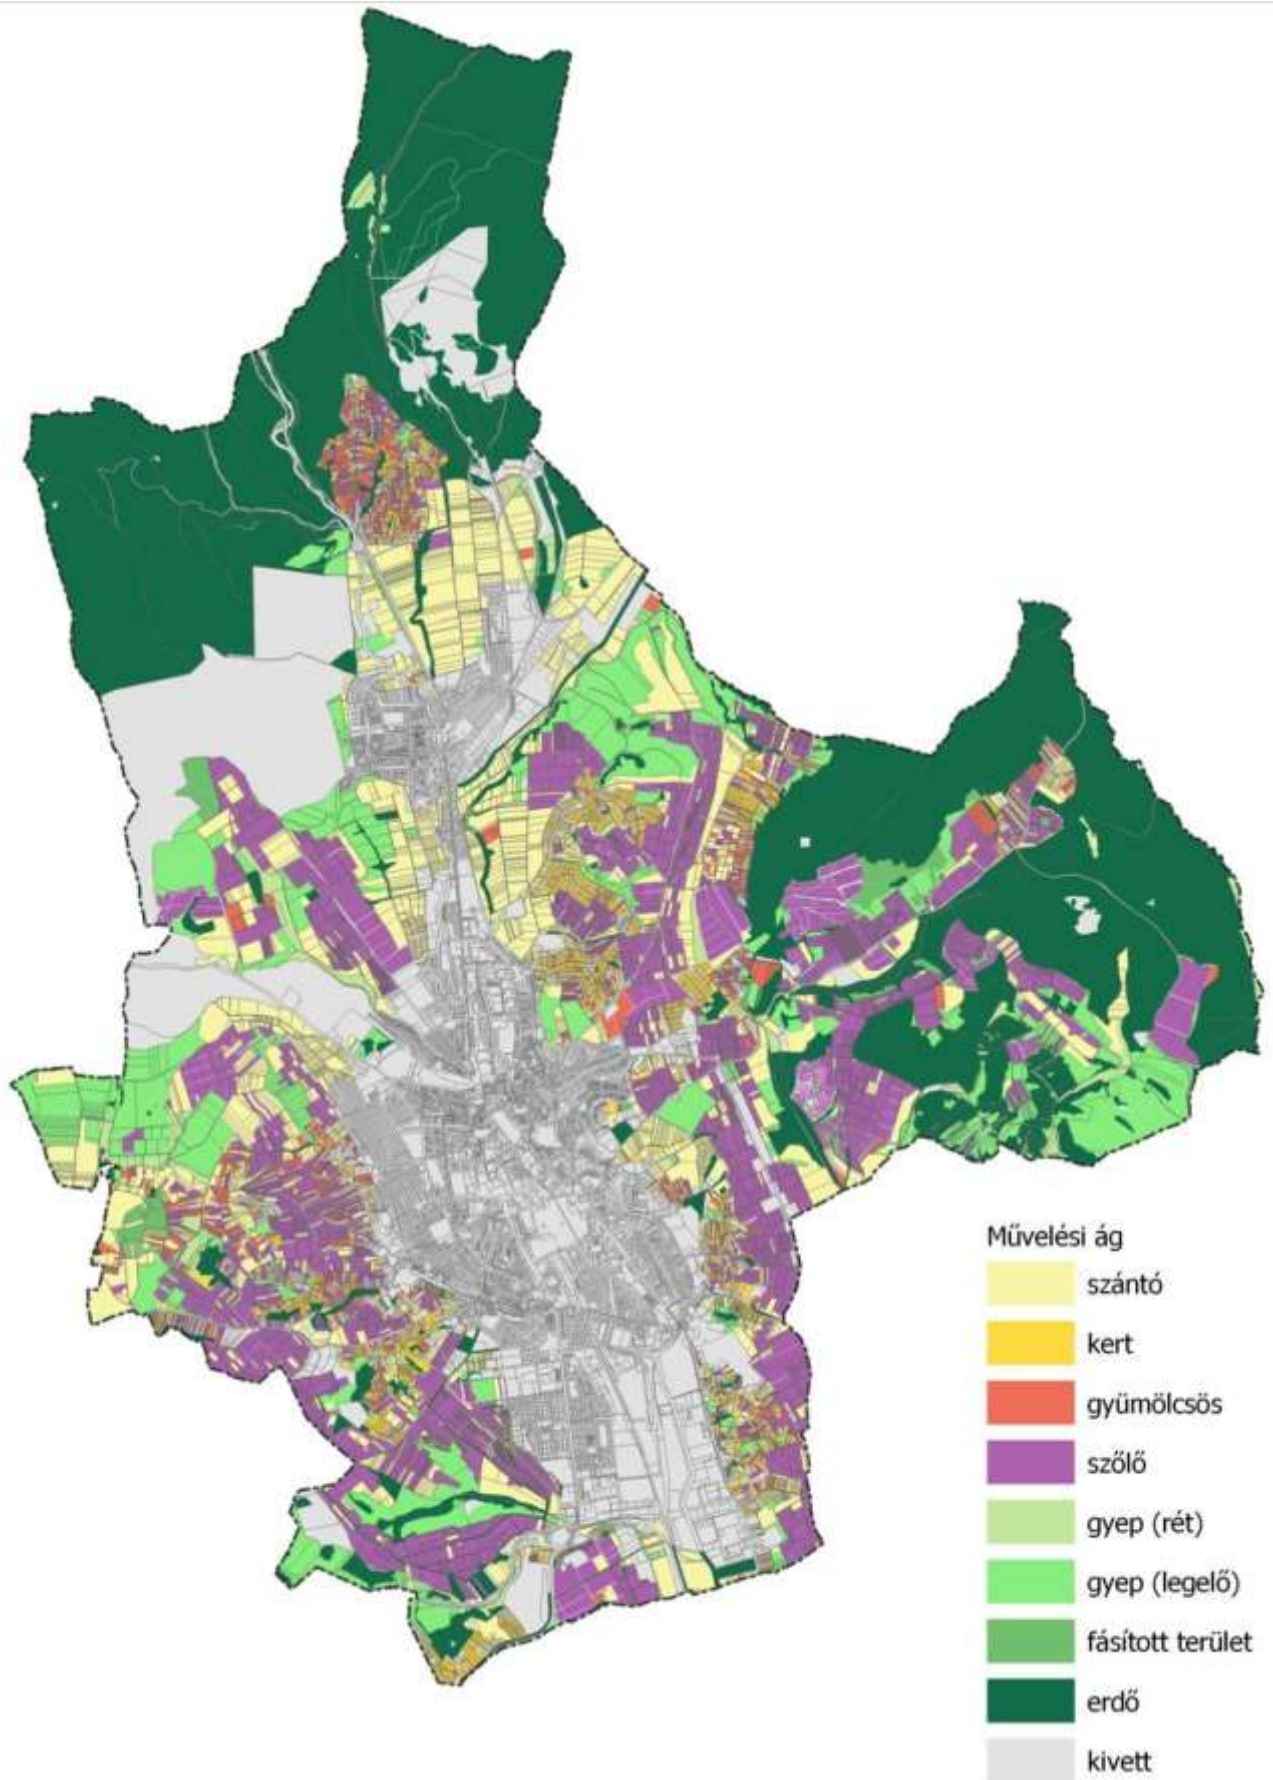 Művelési ág
szántó
kert
gyümölcsös
szőlő
gyep (rét)
gyep (legelő)
fásított terület
erdő
kivett